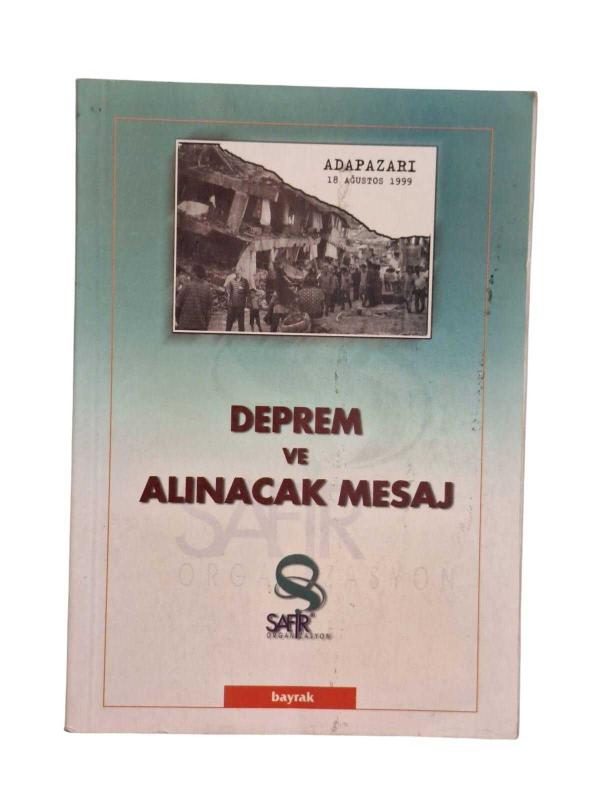 ADAPAZARI
18 AĞUSTOS 1999
DEPREM
VE
ALINACAK MESAJ
SAFİR
ORGANİZASYON
SAFİR
ORGANİZASYON
bayrak